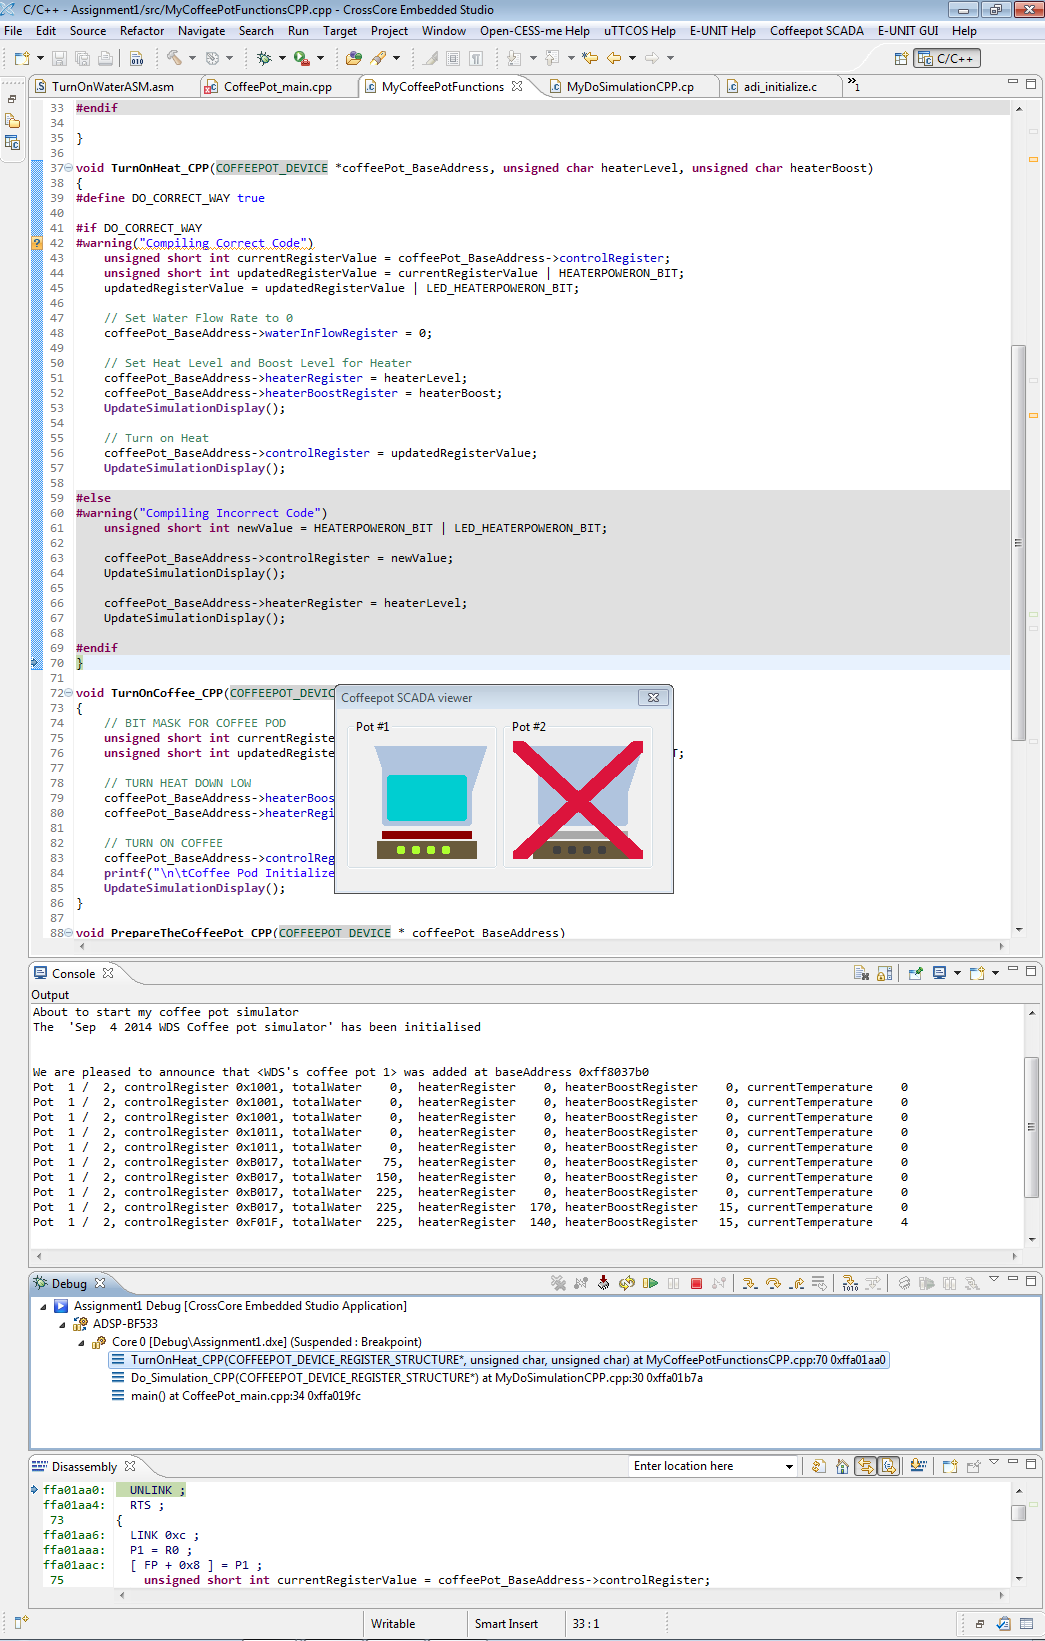 C/C++ - Assignment1/src/MyCoffeePotFunctionsCPP.cpp - CrossCore Embedded Studio
File Edit Source Refactor Navigate Search Run Target Project Window Open-CESS-me Help uTTCOS Help E-UNIT Help Coffeepot SCADA E-UNIT GUI Help
C/C++
TurnOnWaterASM.asm CoffeePot_main.cpp MyCoffeePotFunctions MyDoSimulationCPP.cp adi_initialize.c »1
33 #endif
34
35 }
36
37 void TurnOnHeat_CPP(COFFEEPOT_DEVICE *coffeePot_BaseAddress, unsigned char heaterLevel, unsigned char heaterBoost)
38 {
39 #define DO_CORRECT_WAY true
40
41 #if DO_CORRECT_WAY
42 #warning("Compiling Correct Code")
43 unsigned short int currentRegisterValue = coffeePot_BaseAddress->controlRegister;
44 unsigned short int updatedRegisterValue = currentRegisterValue | HEATERPOWERON_BIT;
45 updatedRegisterValue = updatedRegisterValue | LED_HEATERPOWERON_BIT;
46
47 // Set Water Flow Rate to 0
48 coffeePot_BaseAddress->waterInFlowRegister = 0;
49
50 // Set Heat Level and Boost Level for Heater
51 coffeePot_BaseAddress->heaterRegister = heaterLevel;
52 coffeePot_BaseAddress->heaterBoostRegister = heaterBoost;
53 UpdateSimulationDisplay();
54
55 // Turn on Heat
56 coffeePot_BaseAddress->controlRegister = updatedRegisterValue;
57 UpdateSimulationDisplay();
58
59 #else
60 #warning("Compiling Incorrect Code")
61 unsigned short int newValue = HEATERPOWERON_BIT | LED_HEATERPOWERON_BIT;
62
63 coffeePot_BaseAddress->controlRegister = newValue;
64 UpdateSimulationDisplay();
65
66 coffeePot_BaseAddress->heaterRegister = heaterLevel;
67 UpdateSimulationDisplay();
68
69 #endif
70 }
71
72 void TurnOnCoffee_CPP(COFFEEPOT_DEVIC
73 {
74 // BIT MASK FOR COFFEE POD
75 unsigned short int currentRegiste
76 unsigned short int updatedRegiste T;
77
78 // TURN HEAT DOWN LOW
79 coffeePot_BaseAddress->heaterBoos
80 coffeePot_BaseAddress->heaterRegi
81
82 // TURN ON COFFEE
83 coffeePot_BaseAddress->controlReg
84 printf("\n\tCoffee Pod Initialize
85 UpdateSimulationDisplay();
86 }
87
88 void PrepareTheCoffeePot_CPP(COFFEEPOT_DEVICE * coffeePot_BaseAddress)
Coffeepot SCADA viewer
Pot #1 Pot #2
Console
Output
About to start my coffee pot simulator
The 'Sep 4 2014 WDS Coffee pot simulator' has been initialised
We are pleased to announce that <WDS's coffee pot 1> was added at baseAddress 0xff8037b0
Pot 1 / 2, controlRegister 0x1001, totalWater 0, heaterRegister 0, heaterBoostRegister 0, currentTemperature 0
Pot 1 / 2, controlRegister 0x1001, totalWater 0, heaterRegister 0, heaterBoostRegister 0, currentTemperature 0
Pot 1 / 2, controlRegister 0x1001, totalWater 0, heaterRegister 0, heaterBoostRegister 0, currentTemperature 0
Pot 1 / 2, controlRegister 0x1011, totalWater 0, heaterRegister 0, heaterBoostRegister 0, currentTemperature 0
Pot 1 / 2, controlRegister 0x1011, totalWater 0, heaterRegister 0, heaterBoostRegister 0, currentTemperature 0
Pot 1 / 2, controlRegister 0xB017, totalWater 75, heaterRegister 0, heaterBoostRegister 0, currentTemperature 0
Pot 1 / 2, controlRegister 0xB017, totalWater 150, heaterRegister 0, heaterBoostRegister 0, currentTemperature 0
Pot 1 / 2, controlRegister 0xB017, totalWater 225, heaterRegister 0, heaterBoostRegister 0, currentTemperature 0
Pot 1 / 2, controlRegister 0xB017, totalWater 225, heaterRegister 170, heaterBoostRegister 15, currentTemperature 0
Pot 1 / 2, controlRegister 0xF01F, totalWater 225, heaterRegister 140, heaterBoostRegister 15, currentTemperature 4
Debug
Assignment1 Debug [CrossCore Embedded Studio Application]
ADSP-BF533
Core 0 [Debug\Assignment1.dxe] (Suspended : Breakpoint)
TurnOnHeat_CPP(COFFEEPOT_DEVICE_REGISTER_STRUCTURE*, unsigned char, unsigned char) at MyCoffeePotFunctionsCPP.cpp:70 0xffa01aa0
Do_Simulation_CPP(COFFEEPOT_DEVICE_REGISTER_STRUCTURE*) at MyDoSimulationCPP.cpp:30 0xffa01b7a
main() at CoffeePot_main.cpp:34 0xffa019fc
Disassembly Enter location here
ffa01aa0: UNLINK ;
ffa01aa4: RTS ;
73 {
ffa01aa6: LINK 0xc ;
ffa01aaa: P1 = R0 ;
ffa01aac: [ FP + 0x8 ] = P1 ;
75 unsigned short int currentRegisterValue = coffeePot_BaseAddress->controlRegister;
Writable Smart Insert 33 : 1